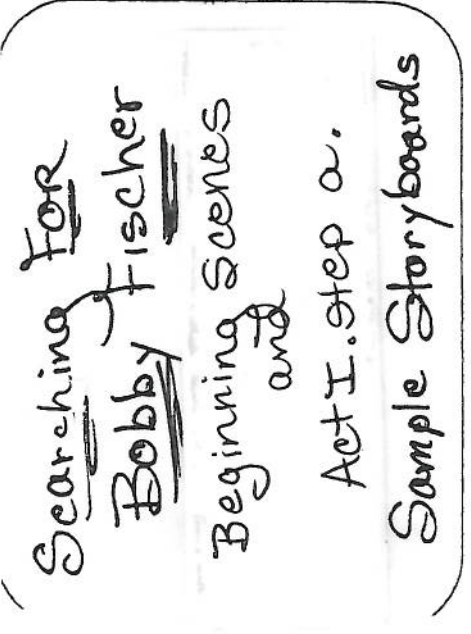 Searching For
Bobby Fischer
Beginning Scenes
and
Act I. Step a.
Sample Storyboards